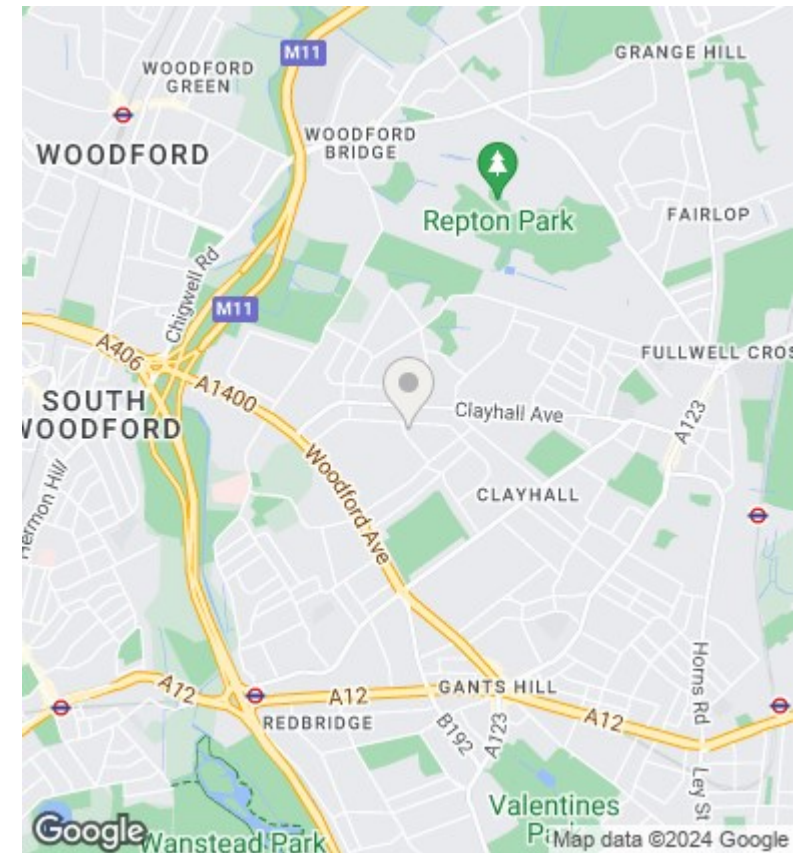 M11
GRANGE HILL
WOODFORD
GREEN
WOODFORD
WOODFORD
BRIDGE
Repton Park
FAIRLOP
Chigwell Rd
M11
A406
FULLWELL CROS
SOUTH
WOODFORD
A1400
Clayhall Ave
A123
Woodford Ave
Hermon Hill
CLAYHALL
Horns Rd
A12
A12
GANTS HILL
REDBRIDGE
B192
A123
A12
Ley St
Valentines
Park
Google
Wanstead Park
Map data ©2024 Google